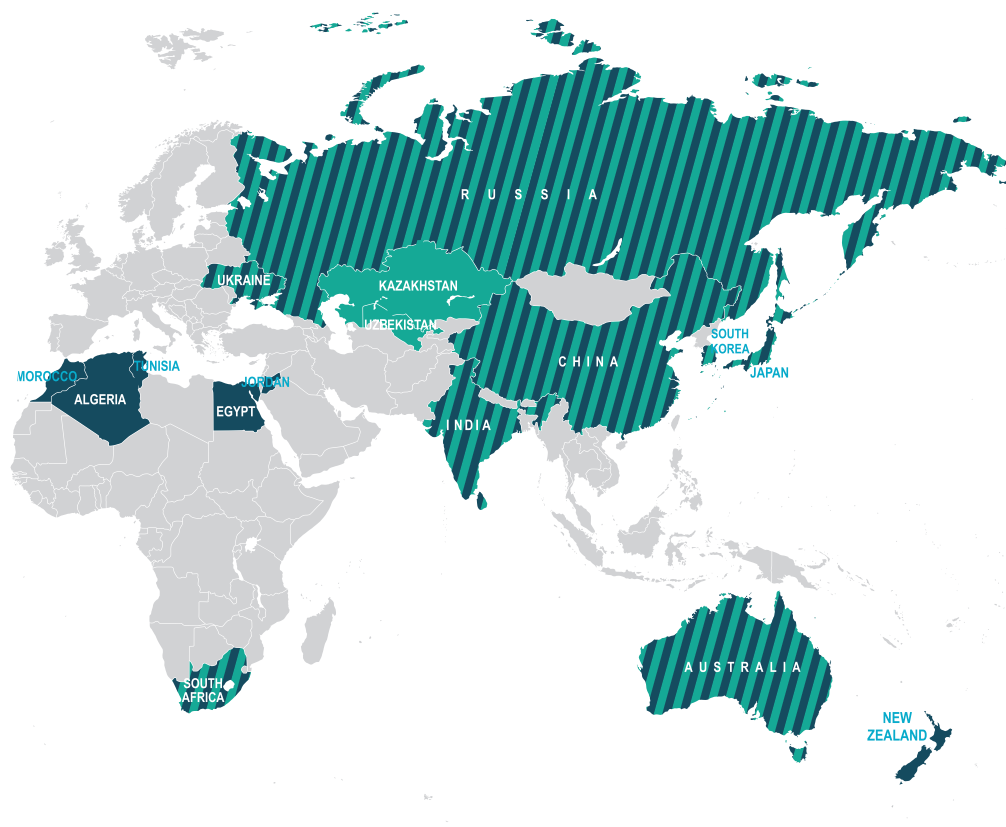 RUSSIA
UKRAINE
KAZAKHSTAN
UZBEKISTAN
SOUTH
KOREA
CHINA
JAPAN
TUNISIA
MOROCCO
JORDAN
ALGERIA
EGYPT
INDIA
AUSTRALIA
SOUTH
AFRICA
NEW
ZEALAND